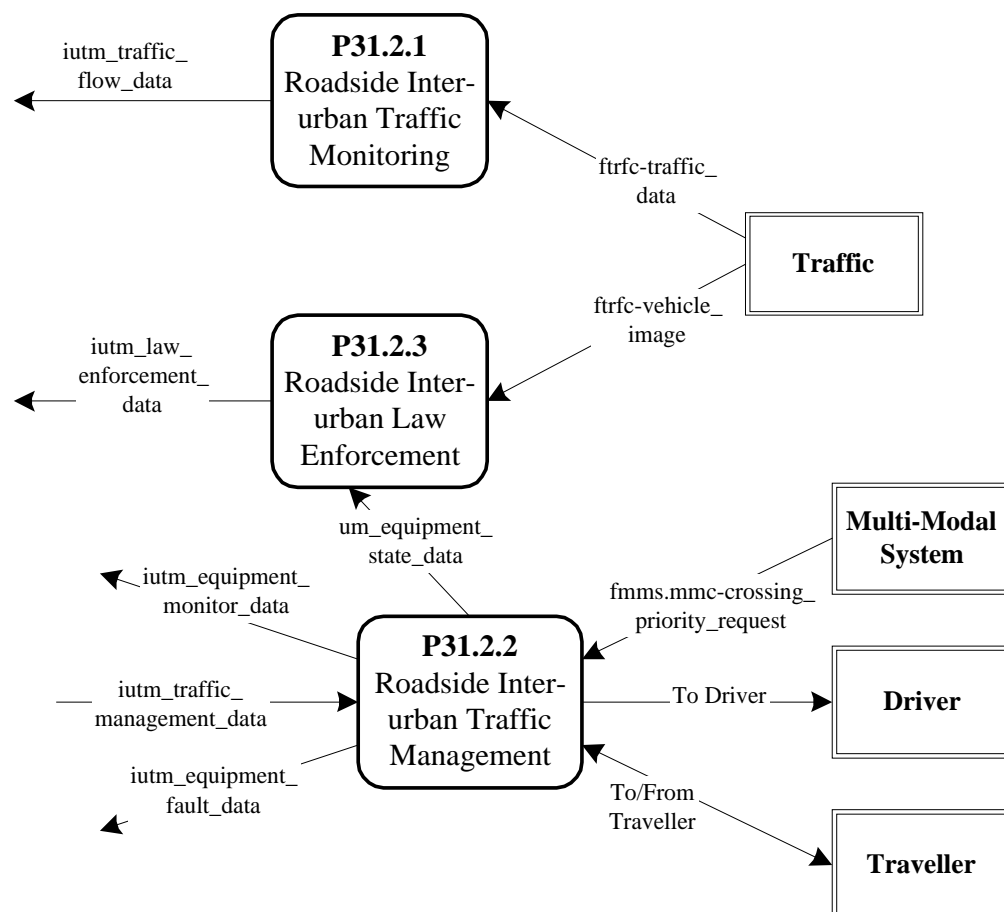 P31.2.1
Roadside Inter-
urban Traffic
Monitoring
iutm_traffic_
flow_data
ftrfc-traffic_
data
Traffic
ftrfc-vehicle_
image
P31.2.3
Roadside Inter-
urban Law
Enforcement
iutm_law_
enforcement_
data
um_equipment_
state_data
Multi-Modal
System
iutm_equipment_
monitor_data
fmms.mmc-crossing_
priority_request
P31.2.2
Roadside Inter-
urban Traffic
Management
iutm_traffic_
management_data
To Driver
Driver
iutm_equipment_
fault_data
To/From
Traveller
Traveller